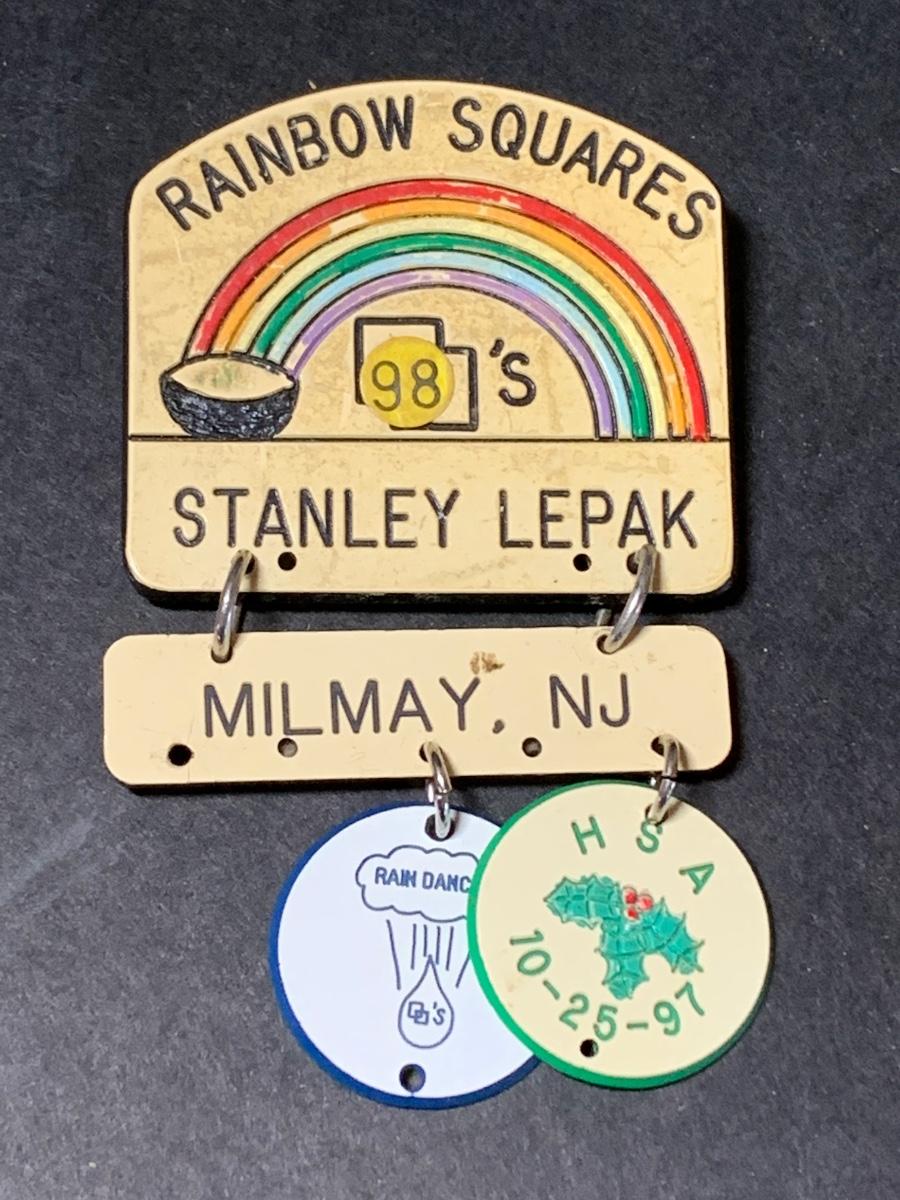 RAINBOW SQUARES
98 'S
STANLEY LEPAK
MILMAY, NJ
RAIN DANC
'S
H S A
10-25-97